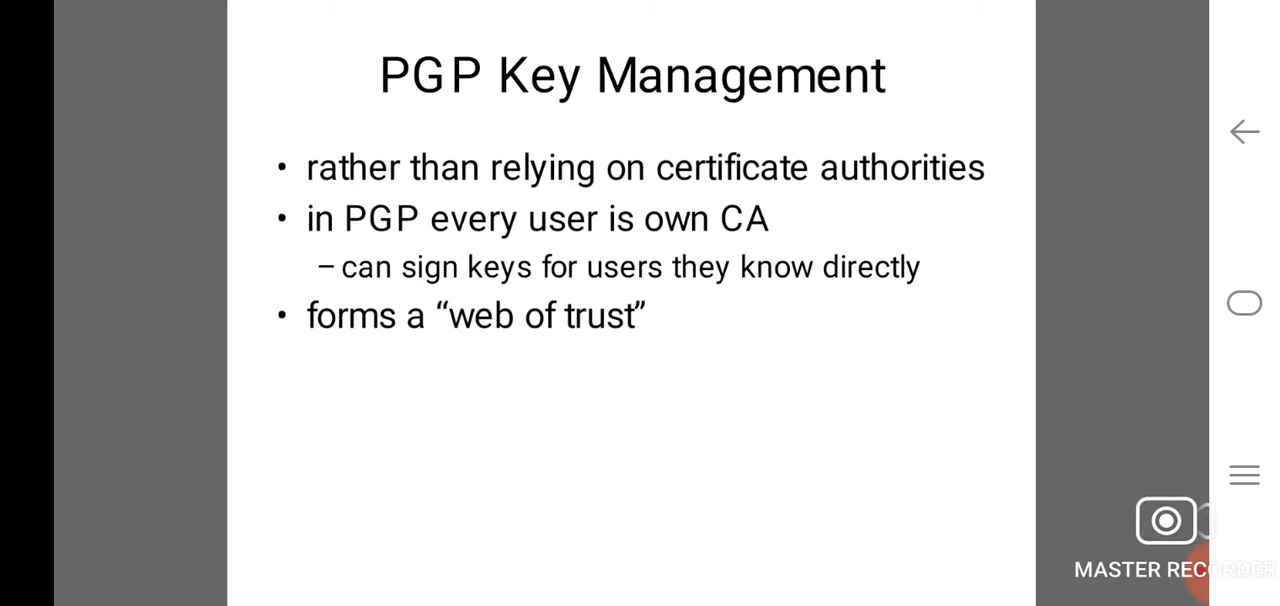 PGP Key Management
• rather than relying on certificate authorities
• in PGP every user is own CA
– can sign keys for users they know directly
• forms a “web of trust”
MASTER RECORDER